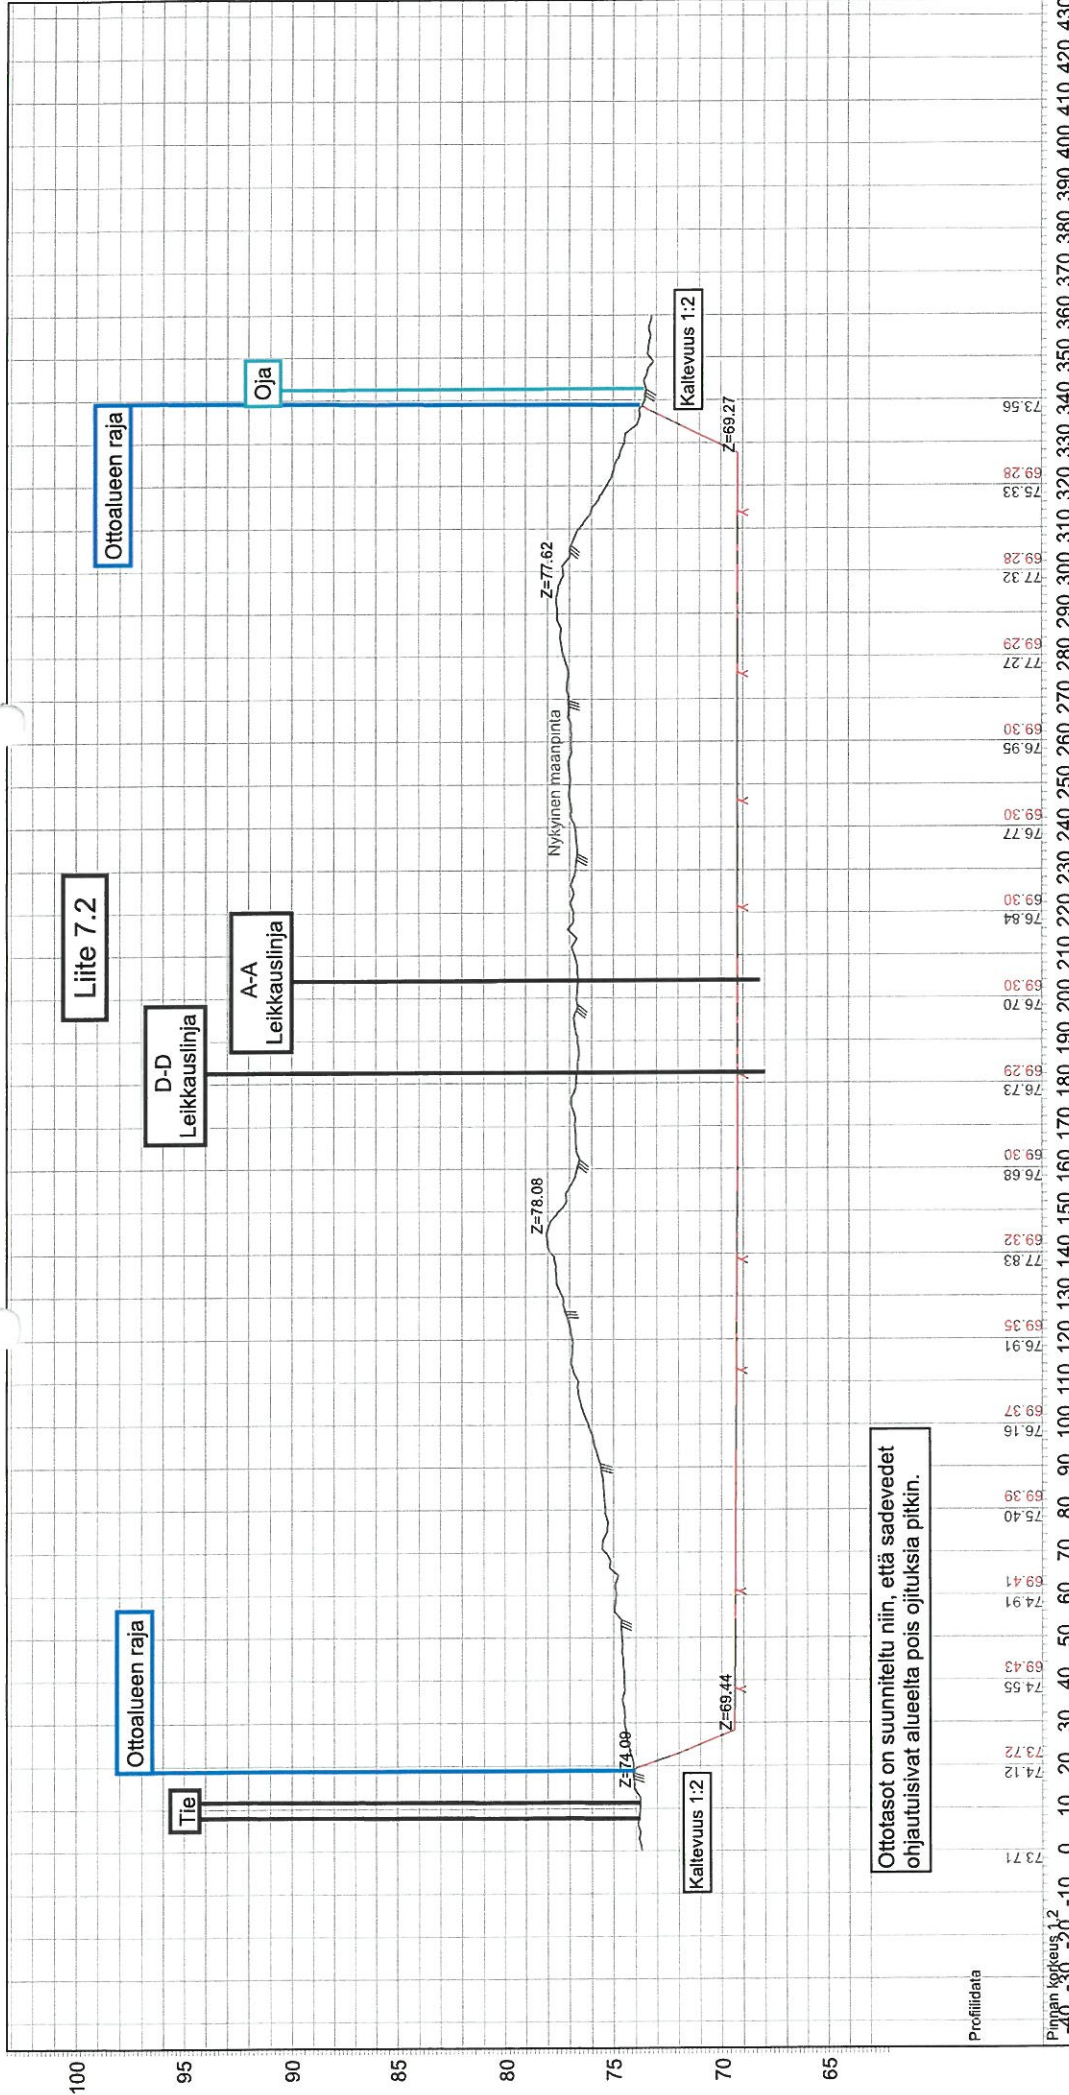 Liite 7.2
Ottoalueen raja
Tie
D-D
Leikkauslinja
A-A
Leikkauslinja
Ottoalueen raja
Oja
Z=74.09
Z=78.08
Nykyinen maanpinta
Z=77.62
Kaltevuus 1:2
Z=69.44
Z=69.27
Kaltevuus 1:2
Ottotasot on suunniteltu niin, että sadevedet
ohjautuisivat alueelta pois ojituksia pitkin.
100
95
90
85
80
75
70
65
Profiilidata
Pinnan korkeus 1,2
73.72 69.43 69.41 69.39 69.37 69.35 69.32 69.30 69.29 69.30 69.30 69.30 69.30 69.29 69.28 69.28
73.71 74.12 74.55 74.91 75.40 76.16 76.91 77.83 76.68 76.73 76.70 76.84 76.77 76.95 77.27 77.32 75.33 73.56
-40 -30 -20 -10 0 10 20 30 40 50 60 70 80 90 100 110 120 130 140 150 160 170 180 190 200 210 220 230 240 250 260 270 280 290 300 310 320 330 340 350 360 370 380 390 400 410 420 430